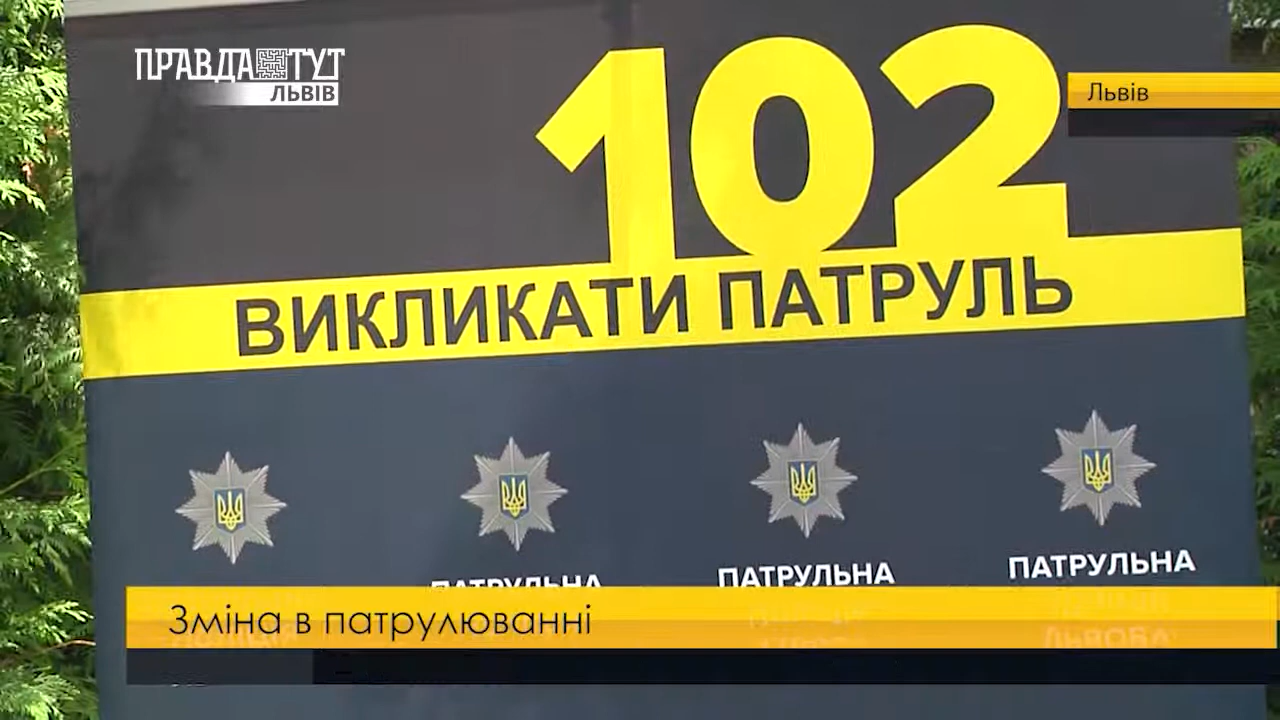 ПРАВДА ТУТ
ЛЬВІВ
Львів
102
ВИКЛИКАТИ ПАТРУЛЬ
ПАТРУЛЬНА
ПАТРУЛЬНА
ПАТРУЛЬНА
Зміна в патрулюванні